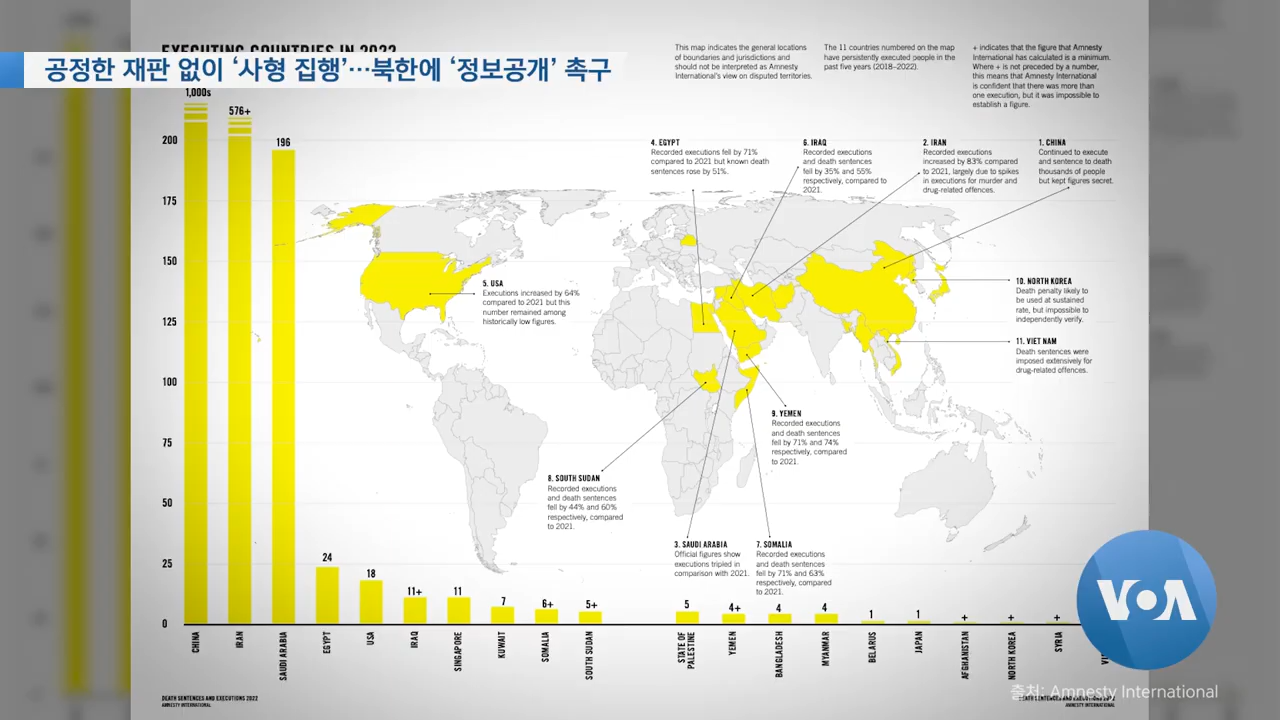 EXECUTING COUNTRIES IN 2022
공정한 재판 없이 ‘사형 집행’…북한에 ‘정보공개’ 촉구
This map indicates the general locations
of boundaries and jurisdictions and
should not be interpreted as Amnesty
International's view on disputed territories.
The 11 countries numbered on the map
have persistently executed people in the
past five years (2018–2022).
+ indicates that the figure that Amnesty
International has calculated is a minimum.
Where + is not preceded by a number,
this means that Amnesty International
is confident that there was more than
one execution, but it was impossible to
establish a figure.
1,000s
576+
196
200
175
150
125
100
75
50
25
0
4. EGYPT
Recorded executions fell by 71%
compared to 2021 but known death
sentences rose by 51%.
6. IRAQ
Recorded executions
and death sentences
fell by 35% and 55%
respectively, compared to
2021.
2. IRAN
Recorded executions
increased by 83% compared
to 2021, largely due to spikes
in executions for murder and
drug-related offences.
1. CHINA
Continued to execute
and sentence to death
thousands of people
but kept figures secret.
5. USA
Executions increased by 64%
compared to 2021 but this
number remained among
historically low figures.
10. NORTH KOREA
Death penalty likely to
be used at sustained
rate, but impossible to
independently verify.
11. VIET NAM
Death sentences were
imposed extensively for
drug-related offences.
9. YEMEN
Recorded executions
and death sentences
fell by 71% and 74%
respectively, compared
to 2021.
8. SOUTH SUDAN
Recorded executions
and death sentences
fell by 44% and 60%
respectively, compared
to 2021.
3. SAUDI ARABIA
Official figures show
executions tripled in
comparison with 2021.
7. SOMALIA
Recorded executions
and death sentences
fell by 71% and 63%
respectively, compared
to 2021.
24
18
11+
11
7
6+
5+
5
4+
4
4
1
1
+
+
+
CHINA
IRAN
SAUDI ARABIA
EGYPT
USA
IRAQ
SINGAPORE
KUWAIT
SOMALIA
SOUTH SUDAN
STATE OF
PALESTINE
YEMEN
BANGLADESH
MYANMAR
BELARUS
JAPAN
AFGHANISTAN
NORTH KOREA
SYRIA
VOA
DEATH SENTENCES AND EXECUTIONS 2022
AMNESTY INTERNATIONAL
출처: Amnesty International
DEATH SENTENCES AND EXECUTIONS 2022
AMNESTY INTERNATIONAL